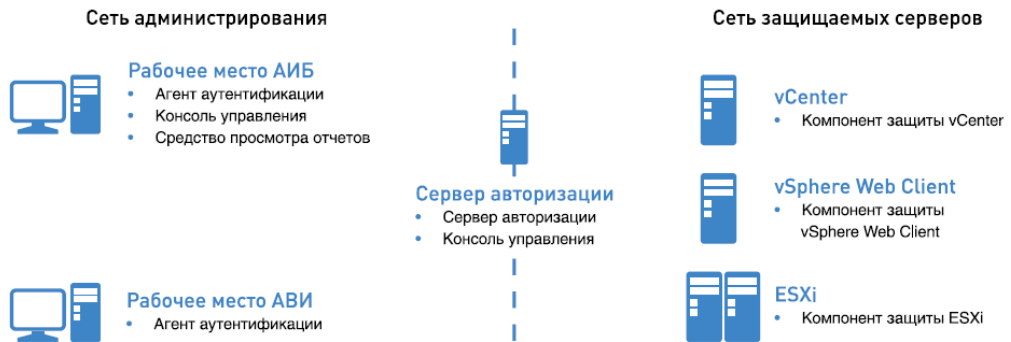 Сеть администрирования
Рабочее место АИБ
• Агент аутентификации
• Консоль управления
• Средство просмотра отчетов
Рабочее место АВИ
• Агент аутентификации
Сервер авторизации
• Сервер авторизации
• Консоль управления
Сеть защищаемых серверов
vCenter
• Компонент защиты vCenter
vSphere Web Client
• Компонент защиты
vSphere Web Client
ESXi
• Компонент защиты ESXi